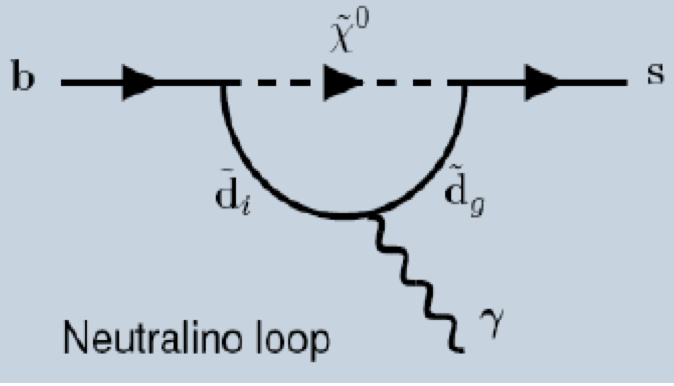 χ̃⁰
b s
d̃ᵢ d̃g
γ
Neutralino loop